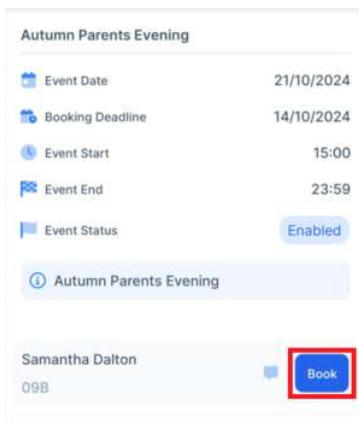 Autumn Parents Evening
Event Date 21/10/2024
Booking Deadline 14/10/2024
Event Start 15:00
Event End 23:59
Event Status Enabled
Autumn Parents Evening
Samantha Dalton
Book
09B